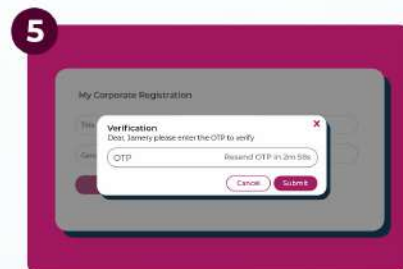 5
My Corporate Registration
This
Verification
X
Dear, Jamery please enter the OTP to verify
OTP Resend OTP in 2m 58s
Cancel Submit